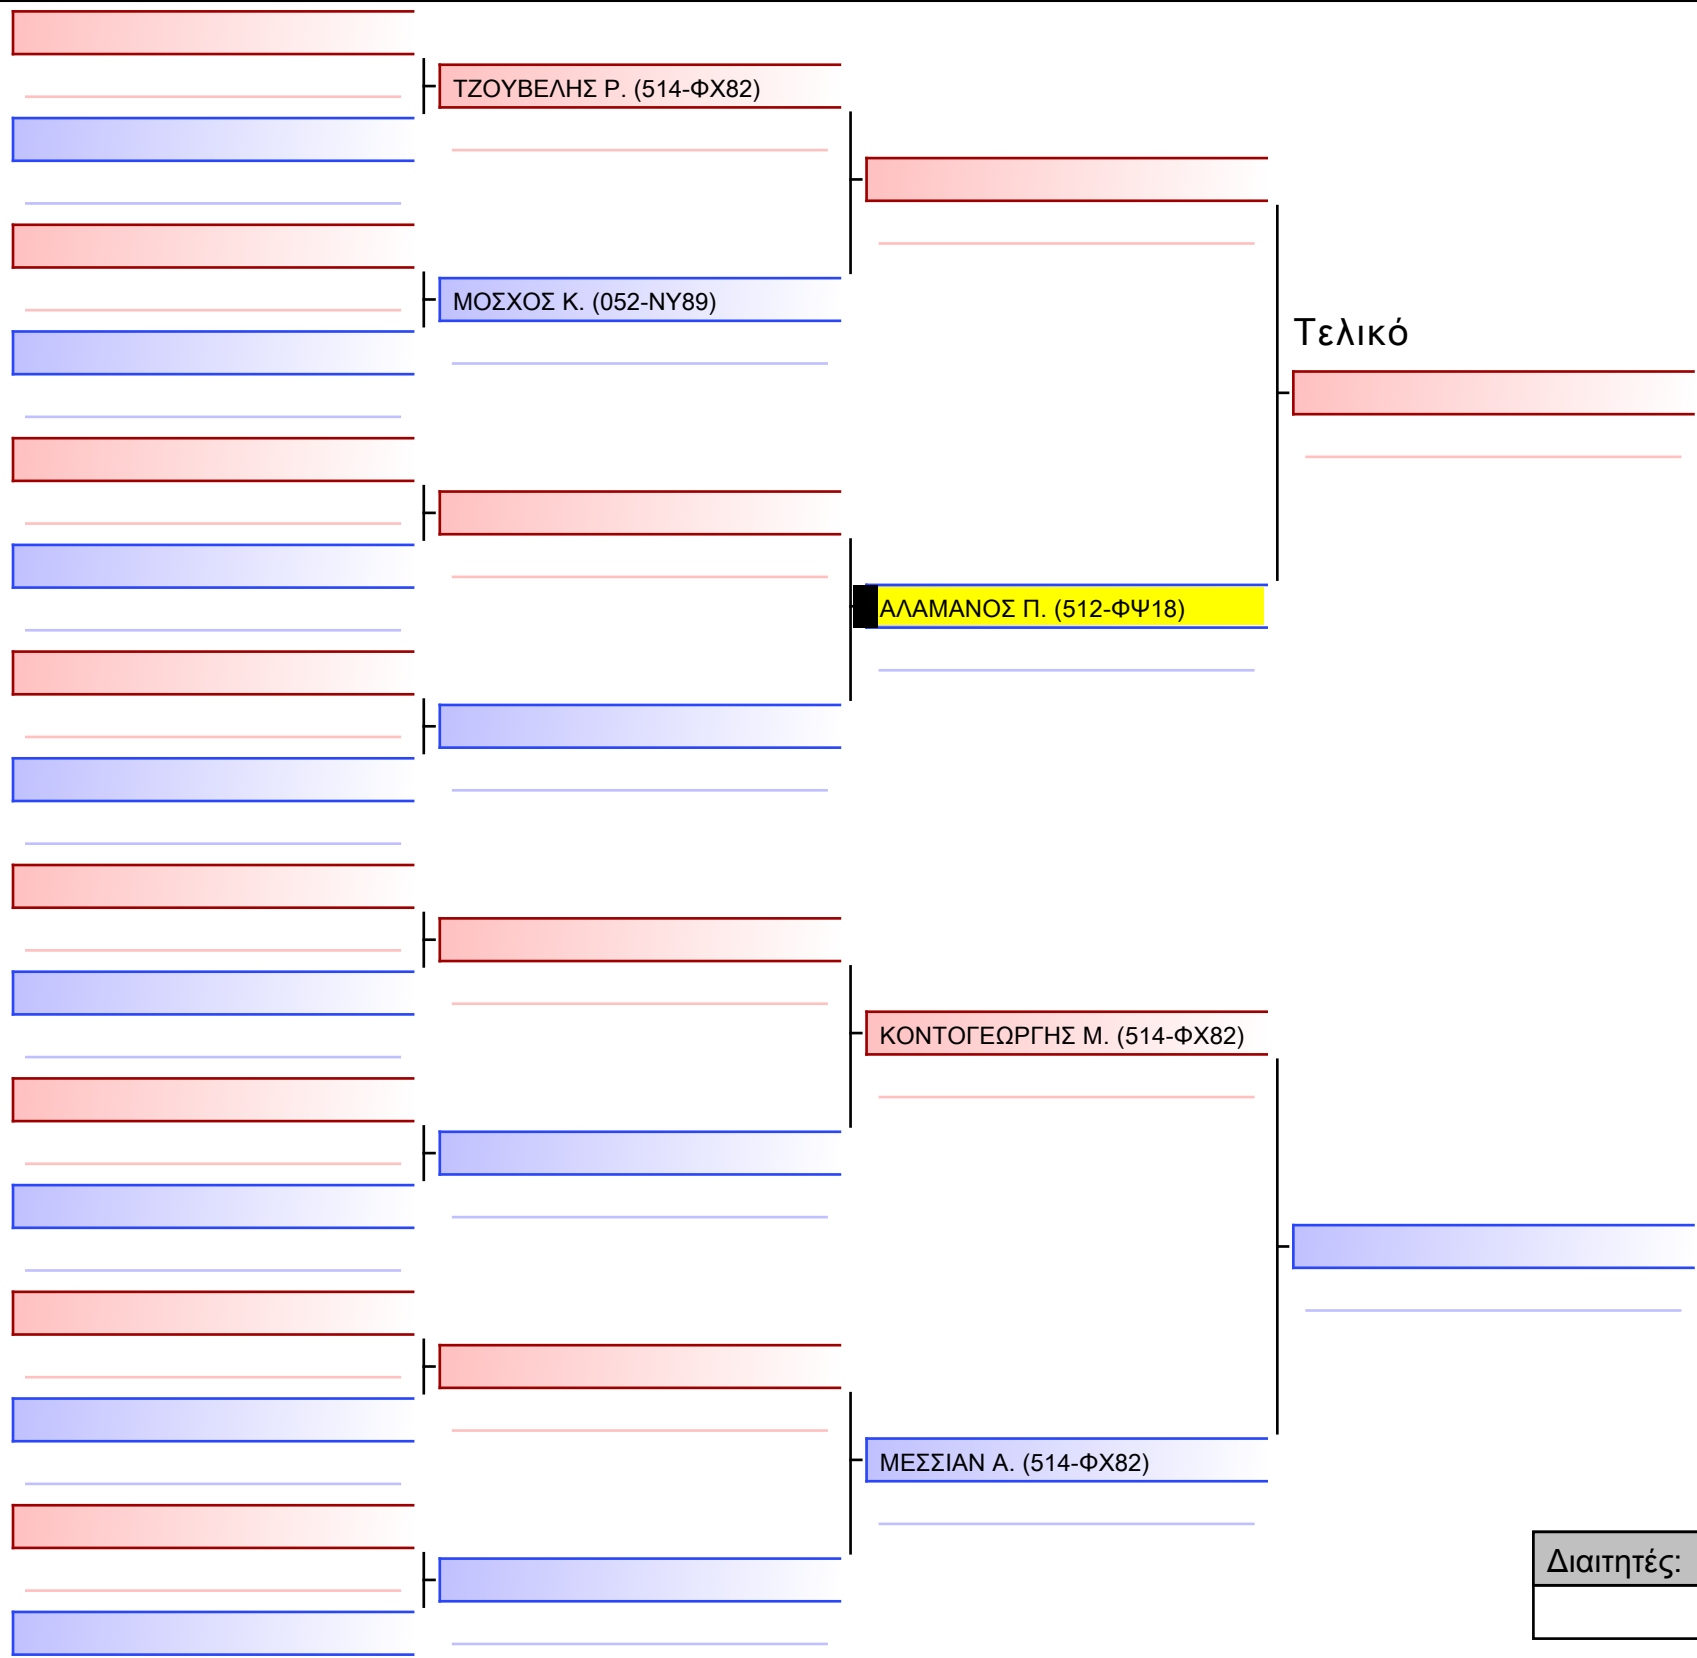 ΤΖΟΥΒΕΛΗΣ Ρ. (514-ΦΧ82)
ΜΟΣΧΟΣ Κ. (052-ΝΥ89)
Τελικό
ΑΛΑΜΑΝΟΣ Π. (512-ΦΨ18)
ΚΟΝΤΟΓΕΩΡΓΗΣ Μ. (514-ΦΧ82)
ΜΕΣΣΙΑΝ Α. (514-ΦΧ82)
Διαιτητές: